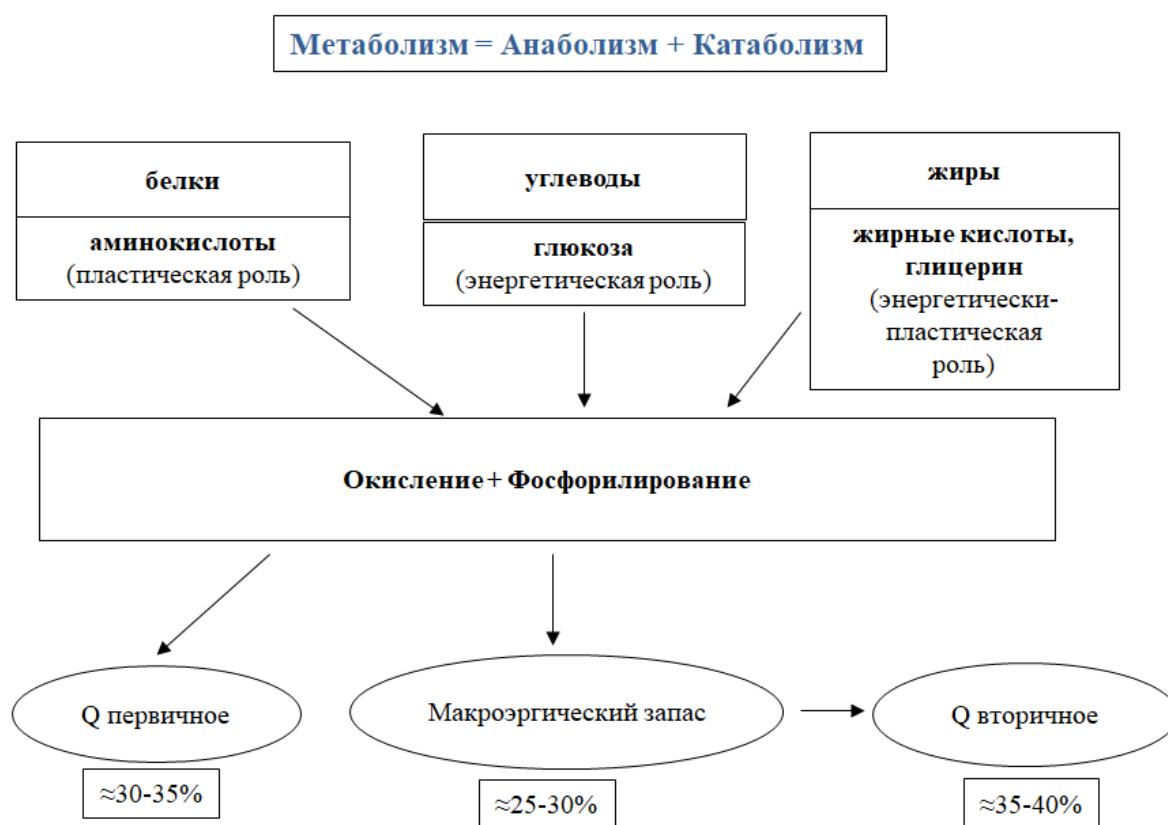 Метаболизм = Анаболизм + Катаболизм
белки
аминокислоты
(пластическая роль)
углеводы
глюкоза
(энергетическая роль)
жиры
жирные кислоты,
глицерин
(энергетически-
пластическая
роль)
Окисление + Фосфорилирование
Q первичное
Макроэргический запас
Q вторичное
≈30-35%
≈25-30%
≈35-40%